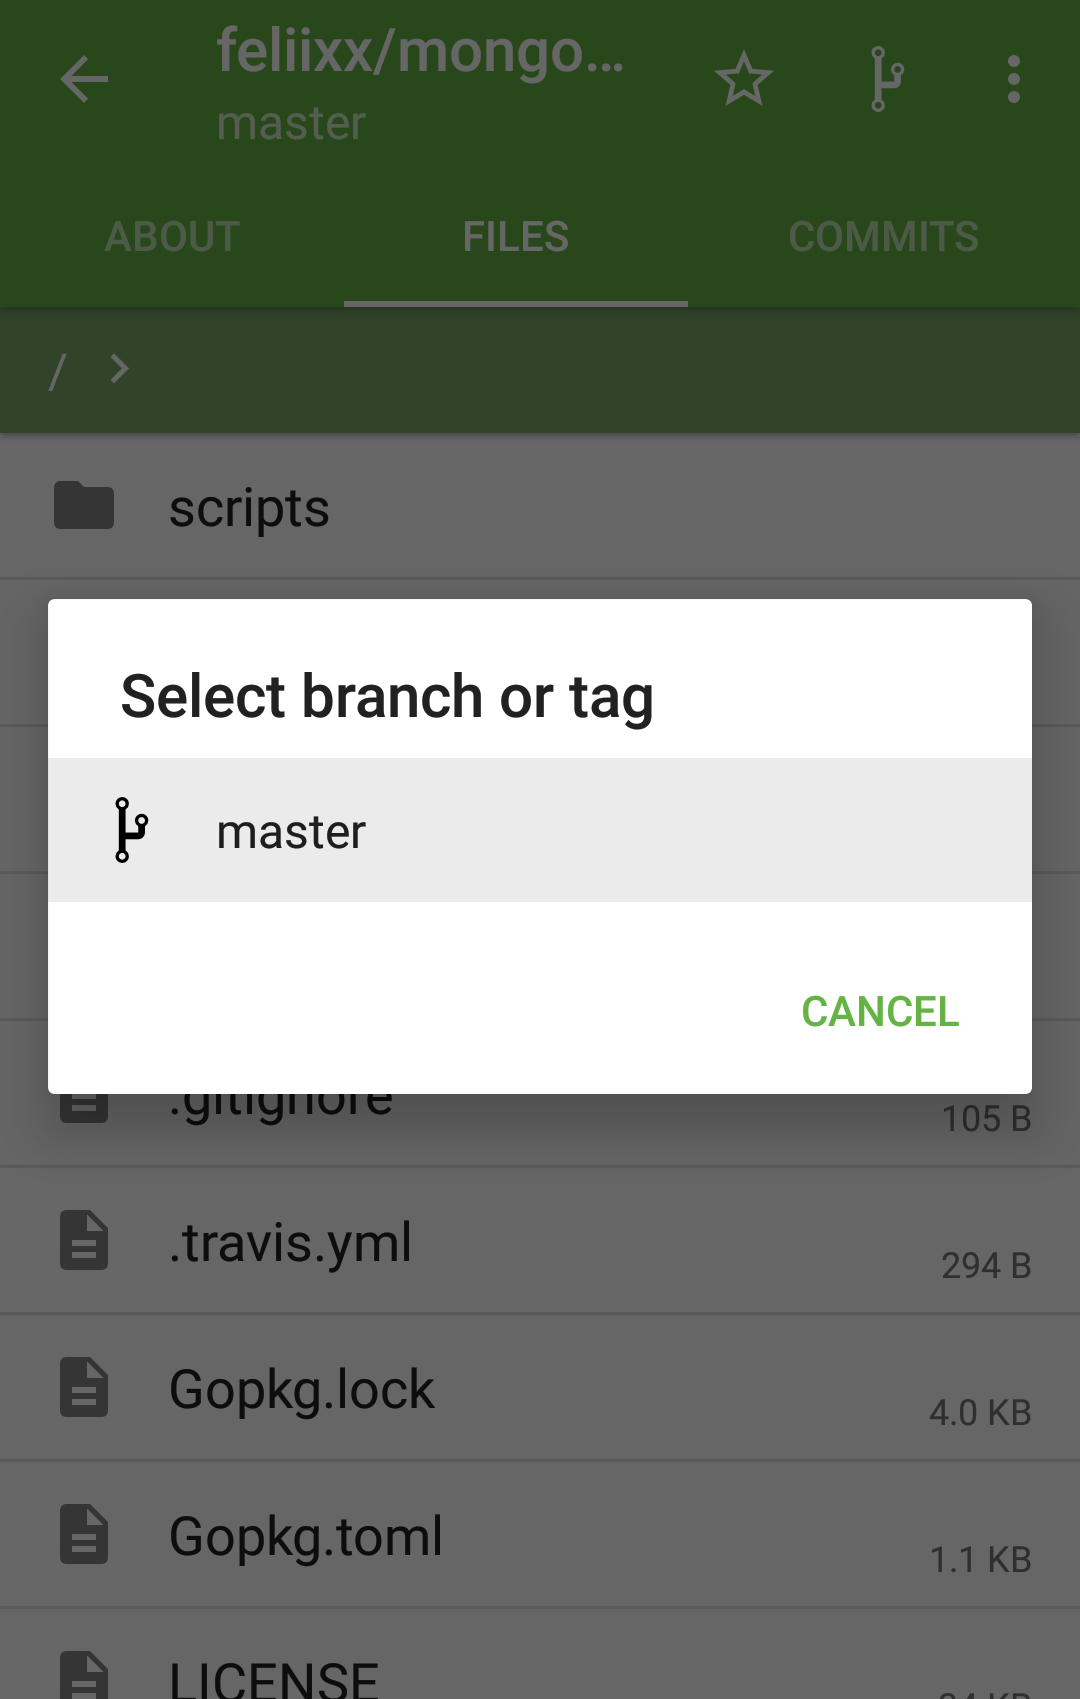 feliixx/mongo...
master
ABOUT
FILES
COMMITS
/
scripts
Select branch or tag
master
CANCEL
.gitignore
105 B
.travis.yml
294 B
Gopkg.lock
4.0 KB
Gopkg.toml
1.1 KB
LICENSE